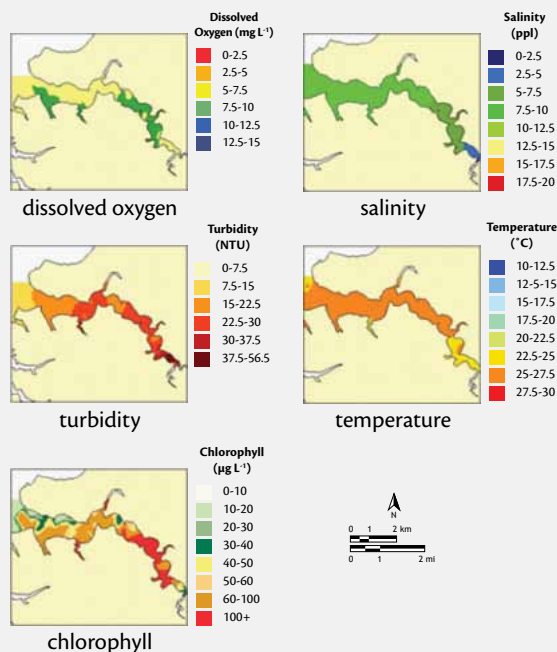 Dissolved
Oxygen (mg L-1)
0-2.5
2.5-5
5-7.5
7.5-10
10-12.5
12.5-15
dissolved oxygen
Salinity
(ppl)
0-2.5
2.5-5
5-7.5
7.5-10
10-12.5
12.5-15
15-17.5
17.5-20
salinity
Turbidity
(NTU)
0-7.5
7.5-15
15-22.5
22.5-30
30-37.5
37.5-56.5
turbidity
Temperature
(˚C)
10-12.5
12-5-15
15-17.5
17.5-20
20-22.5
22.5-25
25-27.5
27.5-30
temperature
Chlorophyll
(µg L-1)
0-10
10-20
20-30
30-40
40-50
50-60
60-100
100+
chlorophyll
N
0 1 2 km
0 1 2 mi